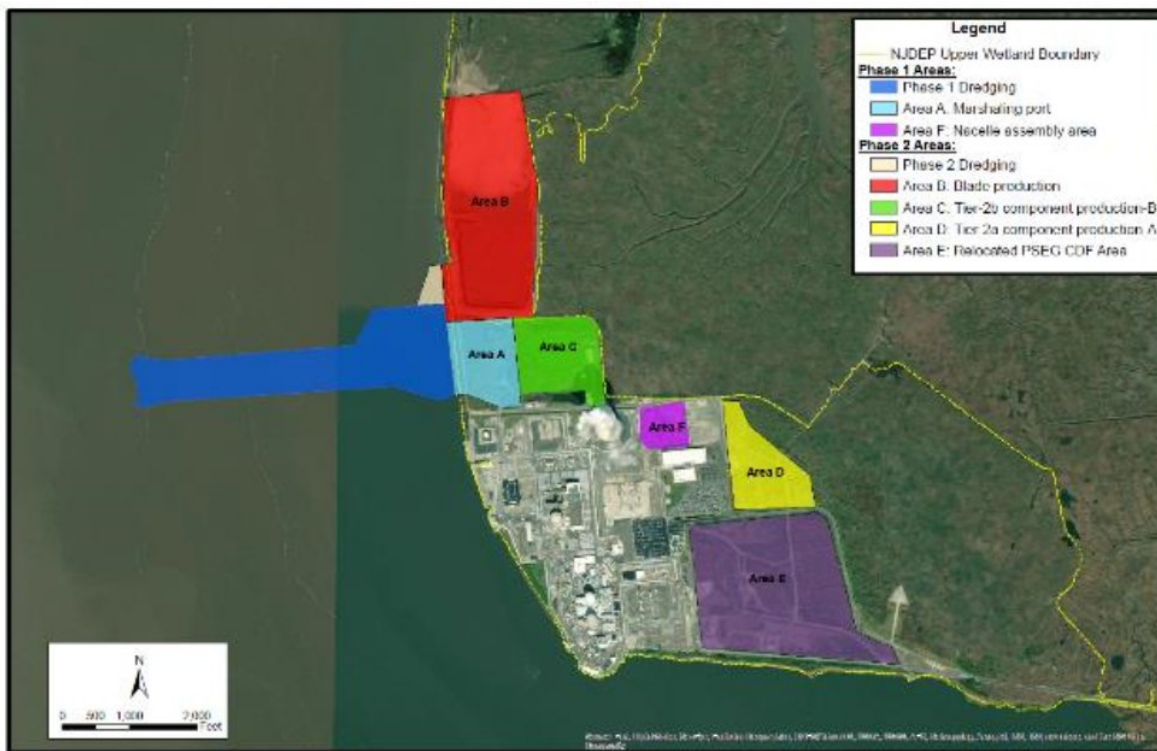 Legend
NJDEP Upper Wetland Boundary
Phase 1 Areas:
Phase 1 Dredging
Area A: Marshaling port
Area F: Nacelle assembly area
Phase 2 Areas:
Phase 2 Dredging
Area B: Blade production
Area C: Tier-2b component production-B
Area D: Tier 2a component production-A
Area E: Relocated PSEG CDF Area
Area B
Area A
Area C
Area F
Area D
Area E
N
0 500 1,000 2,000
Feet